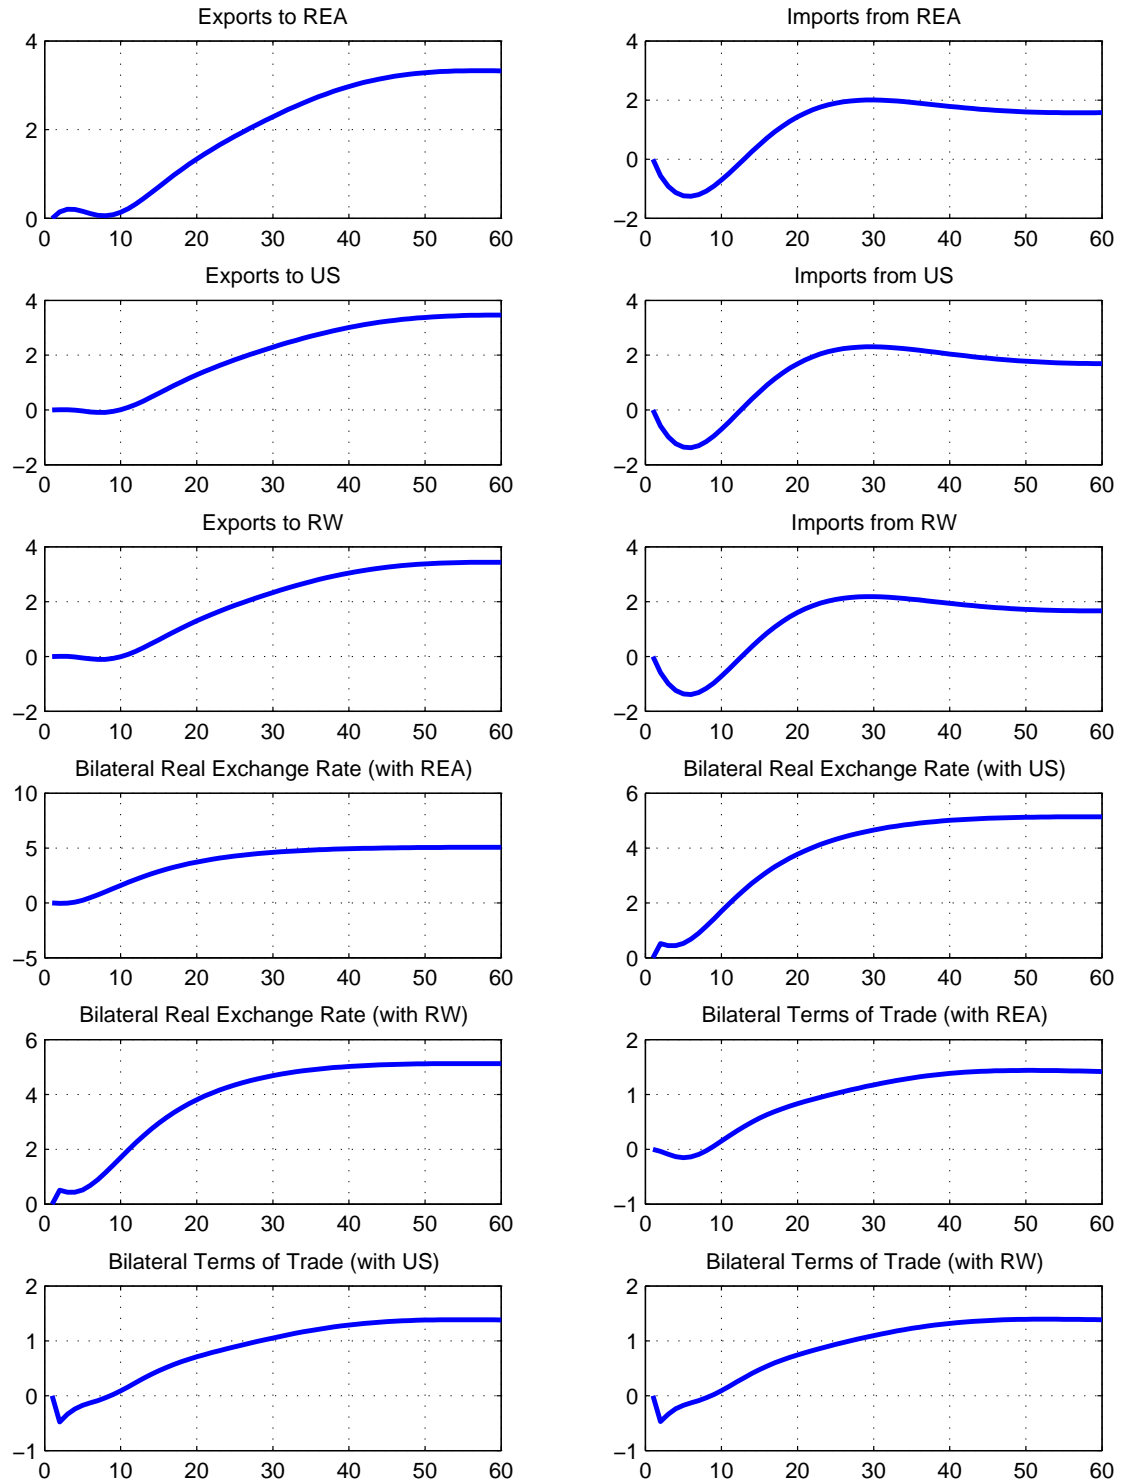 Exports to REA
4
2
0
0 10 20 30 40 50 60
Imports from REA
4
2
0
−2
0 10 20 30 40 50 60
Exports to US
4
2
0
−2
0 10 20 30 40 50 60
Imports from US
4
2
0
−2
0 10 20 30 40 50 60
Exports to RW
4
2
0
−2
0 10 20 30 40 50 60
Imports from RW
4
2
0
−2
0 10 20 30 40 50 60
Bilateral Real Exchange Rate (with REA)
10
5
0
−5
0 10 20 30 40 50 60
Bilateral Real Exchange Rate (with US)
6
4
2
0
0 10 20 30 40 50 60
Bilateral Real Exchange Rate (with RW)
6
4
2
0
0 10 20 30 40 50 60
Bilateral Terms of Trade (with REA)
2
1
0
−1
0 10 20 30 40 50 60
Bilateral Terms of Trade (with US)
2
1
0
−1
0 10 20 30 40 50 60
Bilateral Terms of Trade (with RW)
2
1
0
−1
0 10 20 30 40 50 60